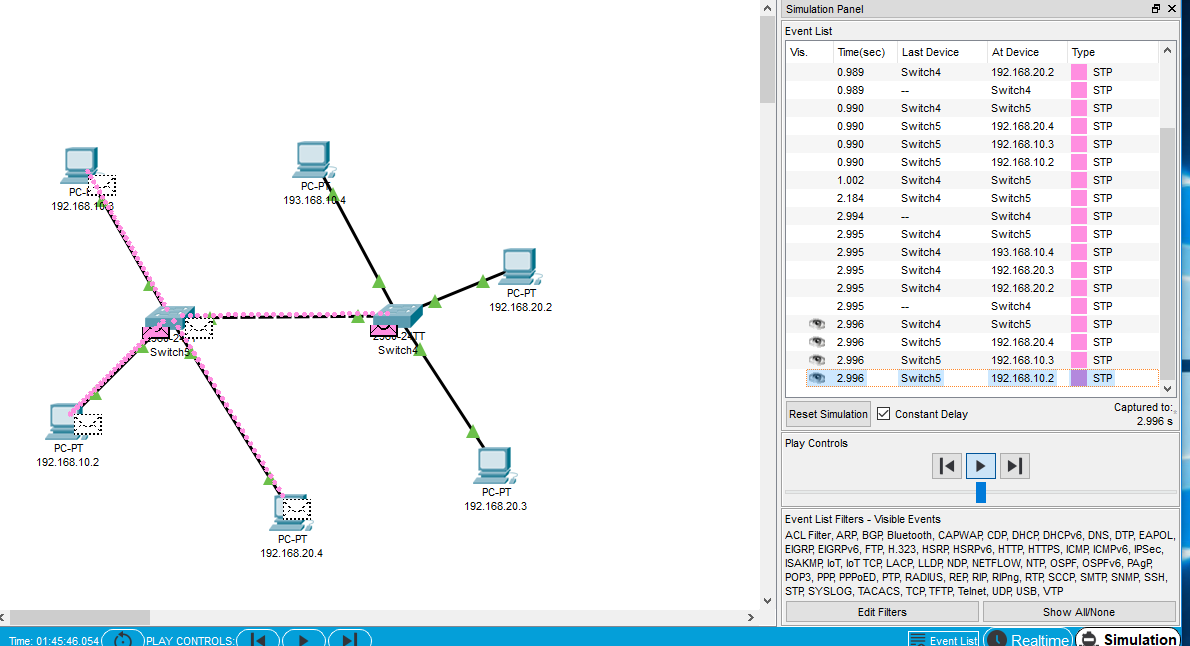 Simulation Panel
Event List
Vis. Time(sec) Last Device At Device Type
0.989 Switch4 192.168.20.2 STP
0.989 -- Switch4 STP
0.990 Switch4 Switch5 STP
0.990 Switch5 192.168.20.4 STP
0.990 Switch5 192.168.10.3 STP
0.990 Switch5 192.168.10.2 STP
1.002 Switch4 Switch5 STP
2.184 Switch4 Switch5 STP
2.994 -- Switch4 STP
2.995 Switch4 Switch5 STP
2.995 Switch4 193.168.10.4 STP
2.995 Switch4 192.168.20.3 STP
2.995 Switch4 192.168.20.2 STP
2.995 -- Switch4 STP
2.996 Switch4 Switch5 STP
2.996 Switch5 192.168.20.4 STP
2.996 Switch5 192.168.10.3 STP
2.996 Switch5 192.168.10.2 STP
Reset Simulation Constant Delay Captured to:
2.996 s
Play Controls
Event List Filters - Visible Events
ACL Filter, ARP, BGP, Bluetooth, CAPWAP, CDP, DHCP, DHCPv6, DNS, DTP, EAPOL,
EIGRP, EIGRPv6, FTP, H.323, HSRP, HSRPv6, HTTP, HTTPS, ICMP, ICMPv6, IPSec,
ISAKMP, IoT, IoT TCP, LACP, LLDP, NDP, NETFLOW, NTP, OSPF, OSPFv6, PAgP,
POP3, PPP, PPPoED, PTP, RADIUS, REP, RIP, RIPng, RTP, SCCP, SMTP, SNMP, SSH,
STP, SYSLOG, TACACS, TCP, TFTP, Telnet, UDP, USB, VTP
Edit Filters Show All/None
PC-PT
193.168.10.4
192.168.10.3
PC-PT
192.168.20.2
Switch5
Switch4
PC-PT
192.168.10.2
PC-PT
192.168.20.3
PC-PT
192.168.20.4
Time: 01:45:46.054 PLAY CONTROLS:
Event List Realtime Simulation